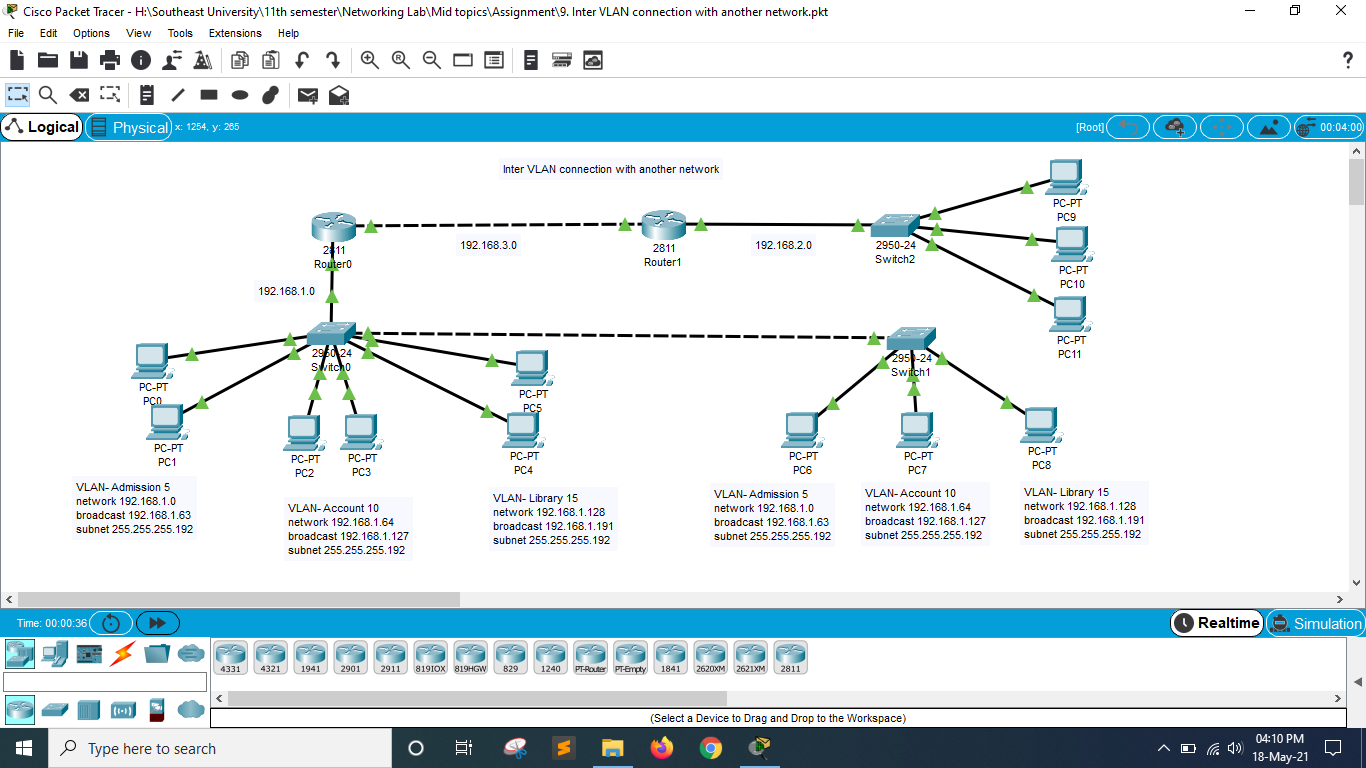 Cisco Packet Tracer - H:\Southeast University\11th semester\Networking Lab\Mid topics\Assignment\9. Inter VLAN connection with another network.pkt
File Edit Options View Tools Extensions Help
?
Logical Physical x: 1254, y: 265 [Root] 00:04:00
Inter VLAN connection with another network
2811
Router0
192.168.3.0
2811
Router1
192.168.2.0
2950-24
Switch2
PC-PT
PC9
PC-PT
PC10
PC-PT
PC11
192.168.1.0
2950-24
Switch0
2950-24
Switch1
PC-PT
PC0
PC-PT
PC1
PC-PT
PC2
PC-PT
PC3
PC-PT
PC5
PC-PT
PC4
PC-PT
PC6
PC-PT
PC7
PC-PT
PC8
VLAN- Admission 5
network 192.168.1.0
broadcast 192.168.1.63
subnet 255.255.255.192
VLAN- Account 10
network 192.168.1.64
broadcast 192.168.1.127
subnet 255.255.255.192
VLAN- Library 15
network 192.168.1.128
broadcast 192.168.1.191
subnet 255.255.255.192
VLAN- Admission 5
network 192.168.1.0
broadcast 192.168.1.63
subnet 255.255.255.192
VLAN- Account 10
network 192.168.1.64
broadcast 192.168.1.127
subnet 255.255.255.192
VLAN- Library 15
network 192.168.1.128
broadcast 192.168.1.191
subnet 255.255.255.192
Time: 00:00:36 Realtime Simulation
4331 4321 1941 2901 2911 819IOX 819HGW 829 1240 PT-Router PT-Empty 1841 2620XM 2621XM 2811
(Select a Device to Drag and Drop to the Workspace)
Type here to search
04:10 PM
18-May-21